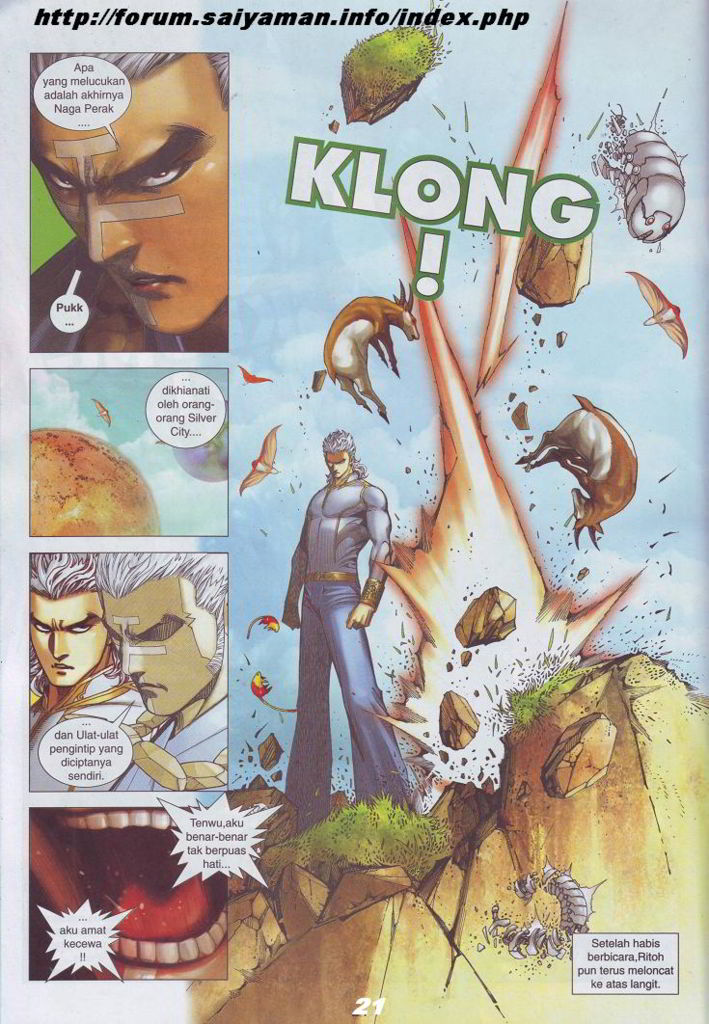 http://forum.saiyaman.info/index.php
Apa
yang melucukan
adalah akhirnya
Naga Perak
....
Pukk
...
KLONG
!
...
dikhianati
oleh orang-
orang Silver
City....
...
dan Ulat-ulat
pengintip yang
diciptanya
sendiri.
Tenwu,aku
benar-benar
tak berpuas
hati...
...
aku amat
kecewa
!!
Setelah habis
berbicara,Ritoh
pun terus meloncat
ke atas langit.
21